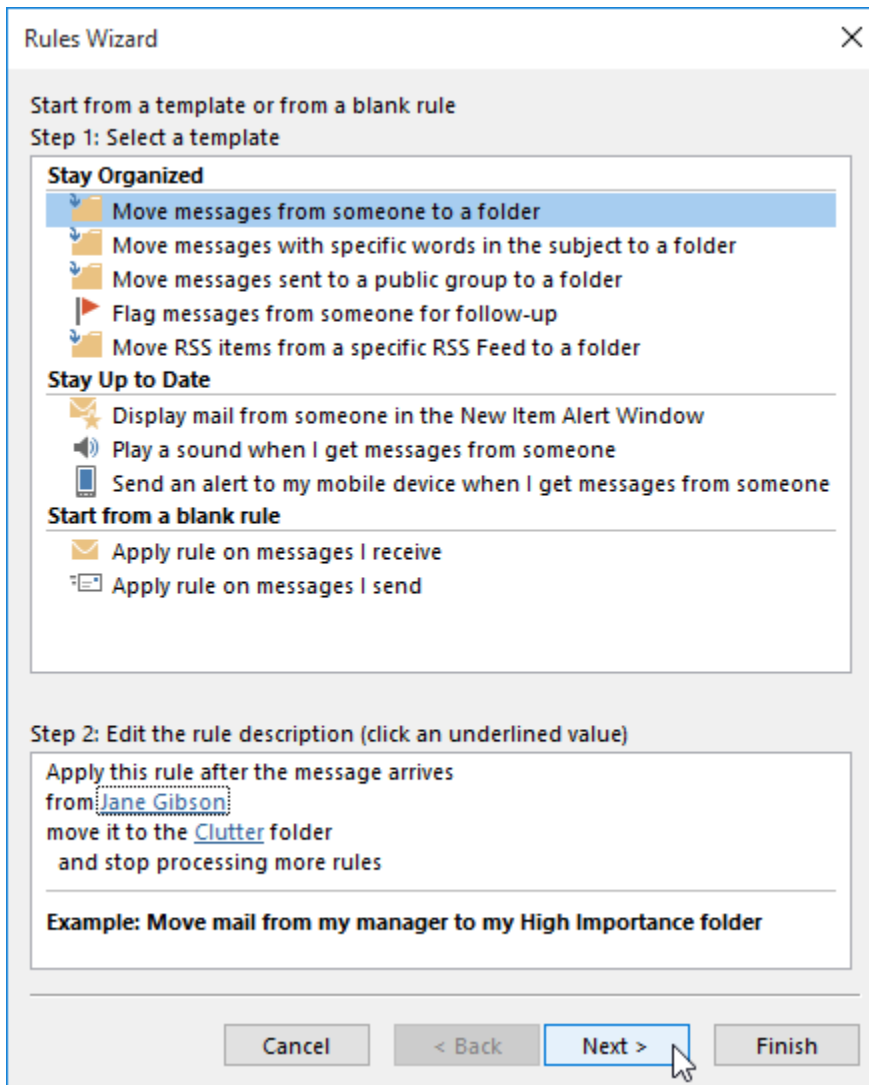 Rules Wizard
Start from a template or from a blank rule
Step 1: Select a template
Stay Organized
Move messages from someone to a folder
Move messages with specific words in the subject to a folder
Move messages sent to a public group to a folder
Flag messages from someone for follow-up
Move RSS items from a specific RSS Feed to a folder
Stay Up to Date
Display mail from someone in the New Item Alert Window
Play a sound when I get messages from someone
Send an alert to my mobile device when I get messages from someone
Start from a blank rule
Apply rule on messages I receive
Apply rule on messages I send
Step 2: Edit the rule description (click an underlined value)
Apply this rule after the message arrives
from Jane Gibson
move it to the Clutter folder
and stop processing more rules
Example: Move mail from my manager to my High Importance folder
Cancel < Back Next > Finish